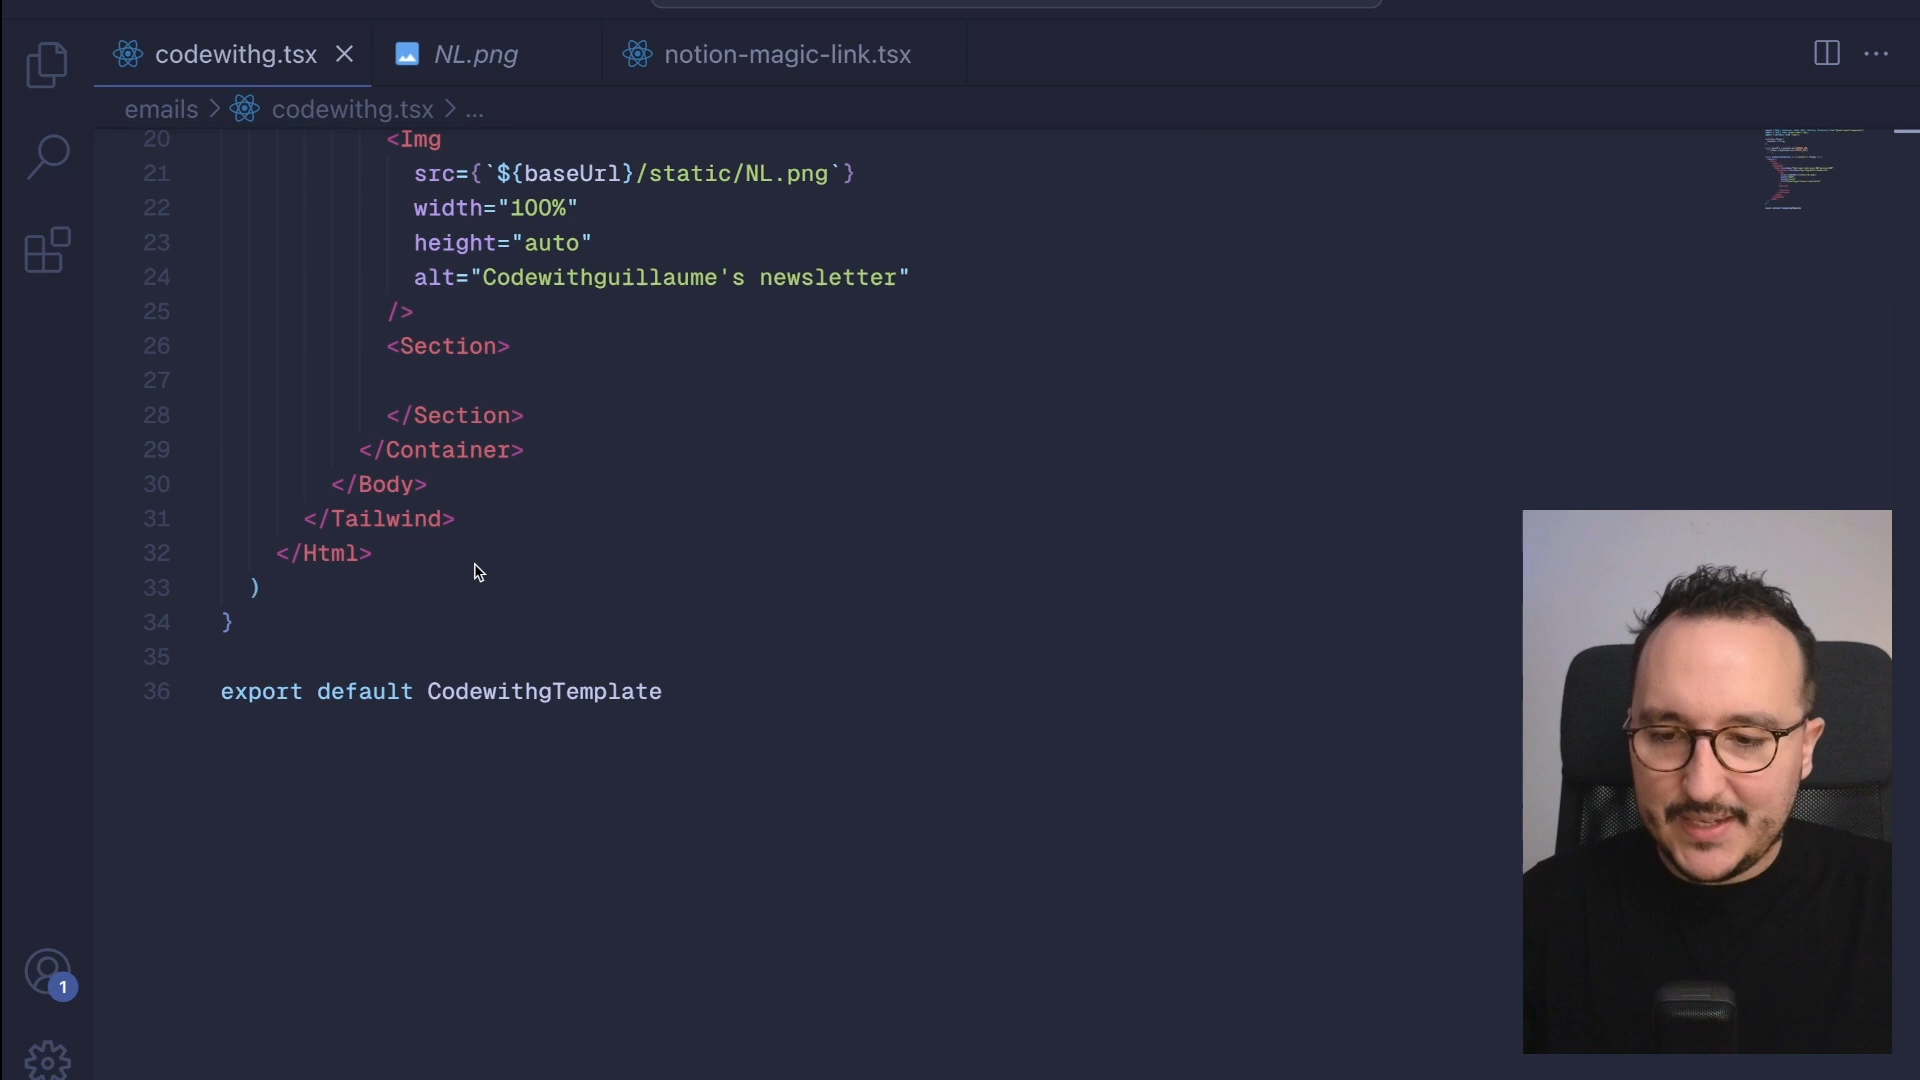 codewithg.tsx NL.png notion-magic-link.tsx
emails > codewithg.tsx > ...
20 <Img
21 src={`${baseUrl}/static/NL.png`}
22 width="100%"
23 height="auto"
24 alt="Codewithguillaume's newsletter"
25 />
26 <Section>
27
28 </Section>
29 </Container>
30 </Body>
31 </Tailwind>
32 </Html>
33 )
34 }
35
36 export default CodewithgTemplate
1